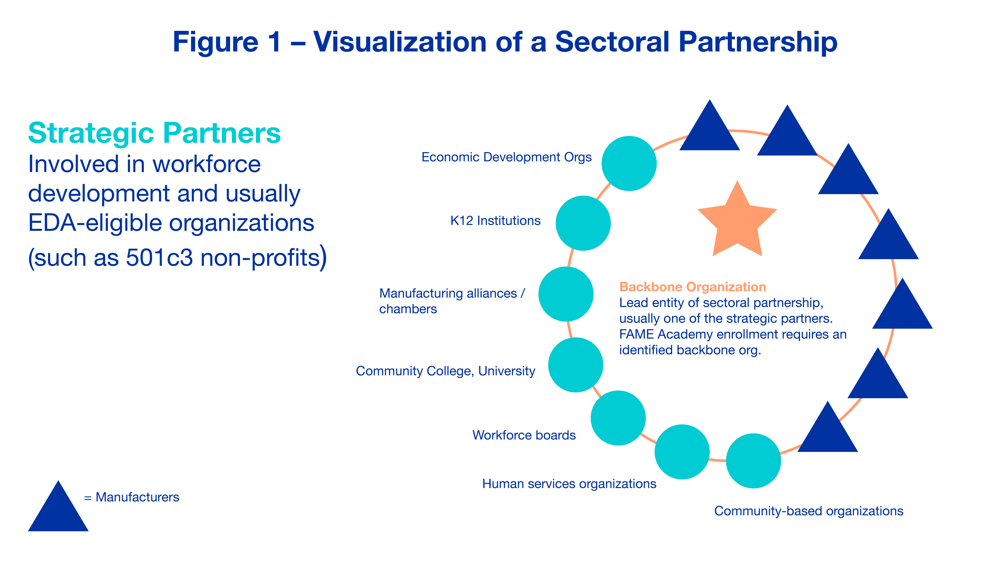 Figure 1 – Visualization of a Sectoral Partnership
Strategic Partners
Involved in workforce
development and usually
EDA-eligible organizations
(such as 501c3 non-profits)
Economic Development Orgs
K12 Institutions
Manufacturing alliances /
chambers
Community College, University
Workforce boards
Human services organizations
Community-based organizations
Backbone Organization
Lead entity of sectoral partnership,
usually one of the strategic partners.
FAME Academy enrollment requires an
identified backbone org.
= Manufacturers